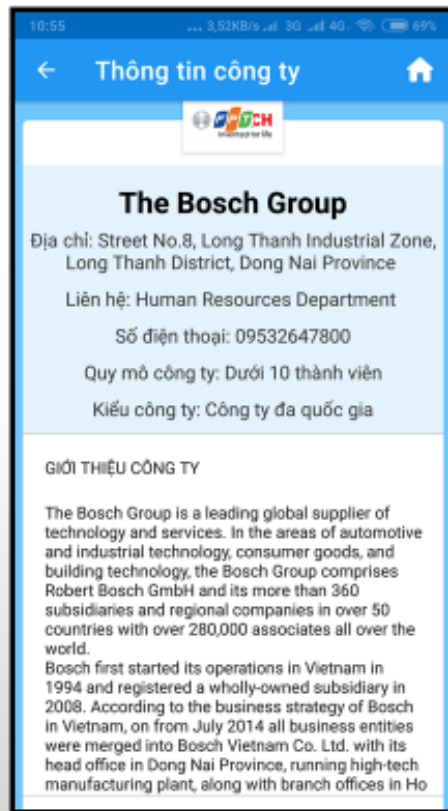 10:55 ... 3,52KB/s 3G 4G 69%
Thông tin công ty
FPT CH
Invented for life
The Bosch Group
Địa chỉ: Street No.8, Long Thanh Industrial Zone,
Long Thanh District, Dong Nai Province
Liên hệ: Human Resources Department
Số điện thoại: 09532647800
Quy mô công ty: Dưới 10 thành viên
Kiểu công ty: Công ty đa quốc gia
GIỚI THIỆU CÔNG TY
The Bosch Group is a leading global supplier of
technology and services. In the areas of automotive
and industrial technology, consumer goods, and
building technology, the Bosch Group comprises
Robert Bosch GmbH and its more than 360
subsidiaries and regional companies in over 50
countries with over 280,000 associates all over the
world.
Bosch first started its operations in Vietnam in
1994 and registered a wholly-owned subsidiary in
2008. According to the business strategy of Bosch
in Vietnam, on from July 2014 all business entities
were merged into Bosch Vietnam Co. Ltd. with its
head office in Dong Nai Province, running high-tech
manufacturing plant, along with branch offices in Ho